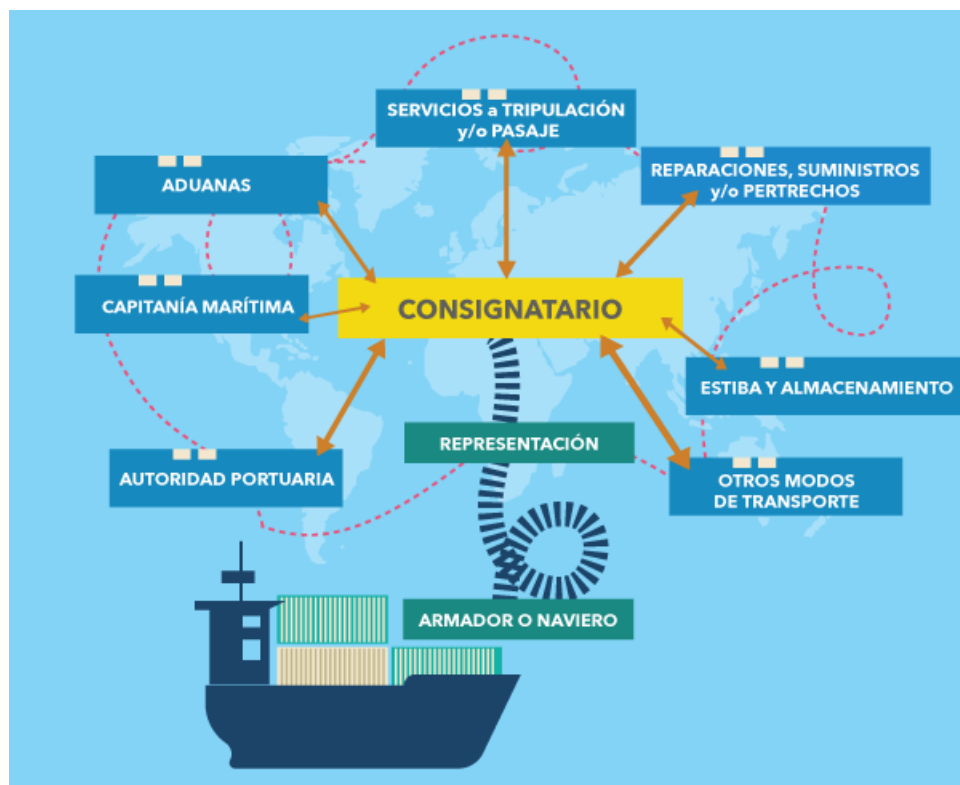 SERVICIOS a TRIPULACIÓN
y/o PASAJE
ADUANAS
REPARACIONES, SUMINISTROS
y/o PERTRECHOS
CAPITANÍA MARÍTIMA
CONSIGNATARIO
ESTIBA Y ALMACENAMIENTO
REPRESENTACIÓN
AUTORIDAD PORTUARIA
OTROS MODOS
DE TRANSPORTE
ARMADOR O NAVIERO